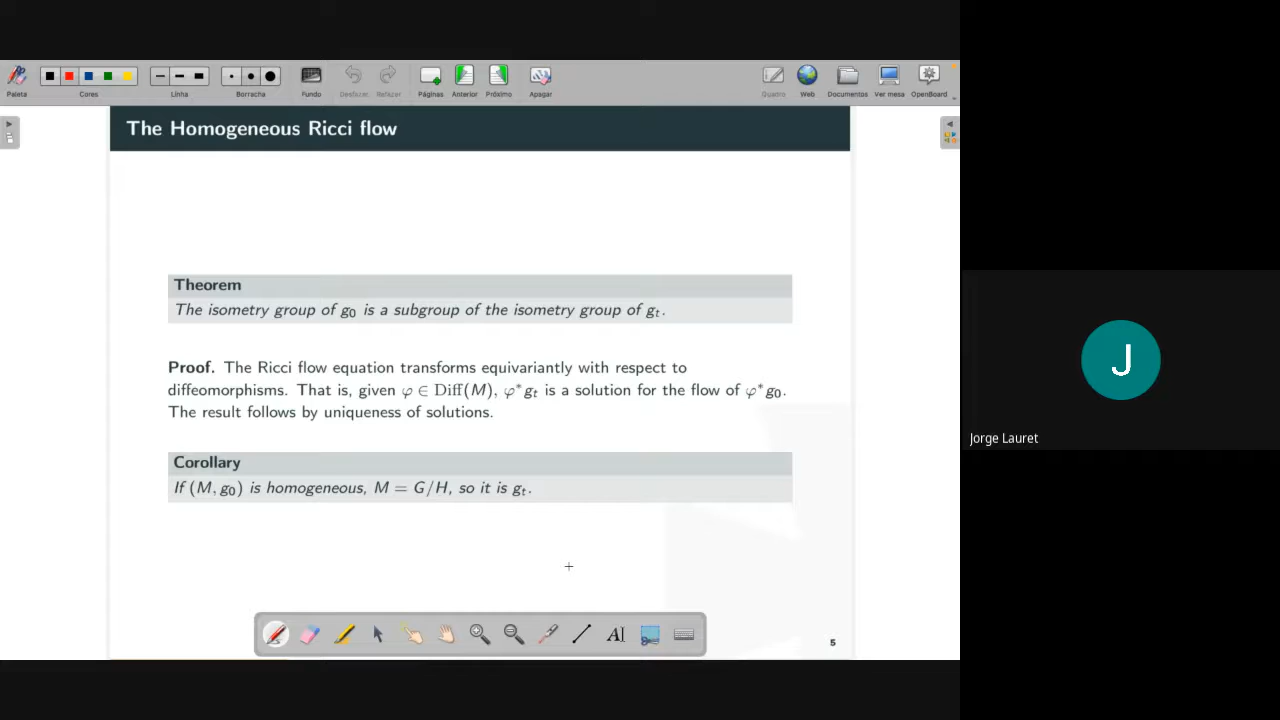 Paleta
Cores
Linha
Borracha
Fundo
Desfazer
Refazer
Páginas
Anterior
Próximo
Apagar
Quadro
Web
Documentos
Ver mesa
OpenBoard
The Homogeneous Ricci flow
Theorem
The isometry group of g₀ is a subgroup of the isometry group of gₜ.
Proof. The Ricci flow equation transforms equivariantly with respect to
diffeomorphisms. That is, given φ ∈ Diff(M), φ*gₜ is a solution for the flow of φ*g₀.
The result follows by uniqueness of solutions.
Corollary
If (M, g₀) is homogeneous, M = G/H, so it is gₜ.
5
J
Jorge Lauret